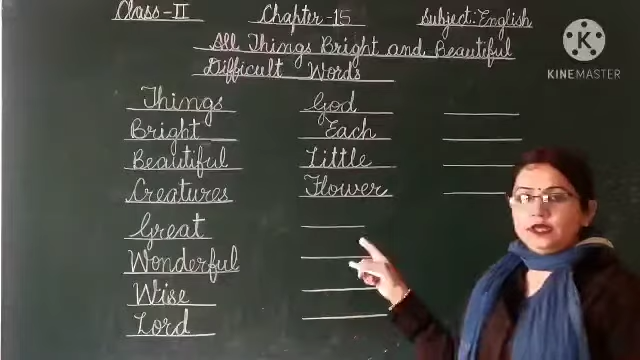 Class-II Chapter-15 Subject:English
All Things Bright and Beautiful
Difficult Words
Things God
Bright Each
Beautiful Little
Creatures Flower
Great
Wonderful
Wise
Lord
KINEMASTER